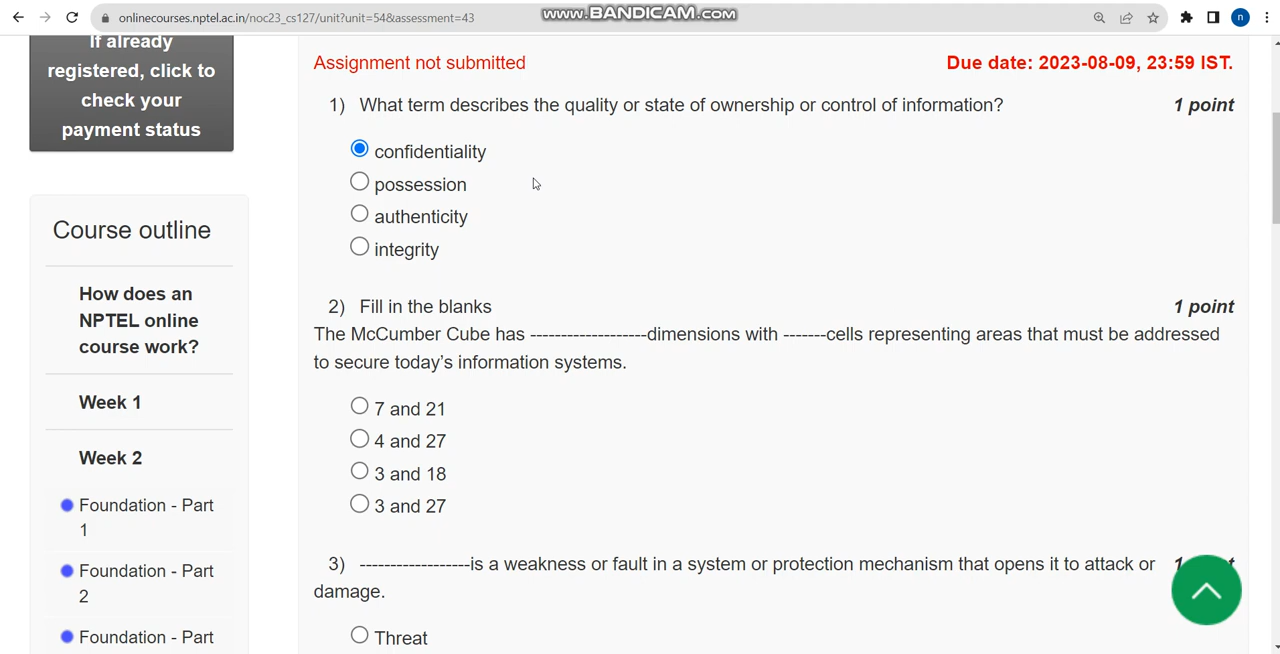 onlinecourses.nptel.ac.in/noc23_cs127/unit?unit=54&assessment=43
www.BANDICAM.com
n
If already
registered, click to
check your
payment status
Course outline
How does an
NPTEL online
course work?
Week 1
Week 2
Foundation - Part
1
Foundation - Part
2
Foundation - Part
Assignment not submitted
Due date: 2023-08-09, 23:59 IST.
1) What term describes the quality or state of ownership or control of information? 1 point
confidentiality
possession
authenticity
integrity
2) Fill in the blanks 1 point
The McCumber Cube has -------------------dimensions with -------cells representing areas that must be addressed
to secure today’s information systems.
7 and 21
4 and 27
3 and 18
3 and 27
3) ------------------is a weakness or fault in a system or protection mechanism that opens it to attack or
damage.
Threat